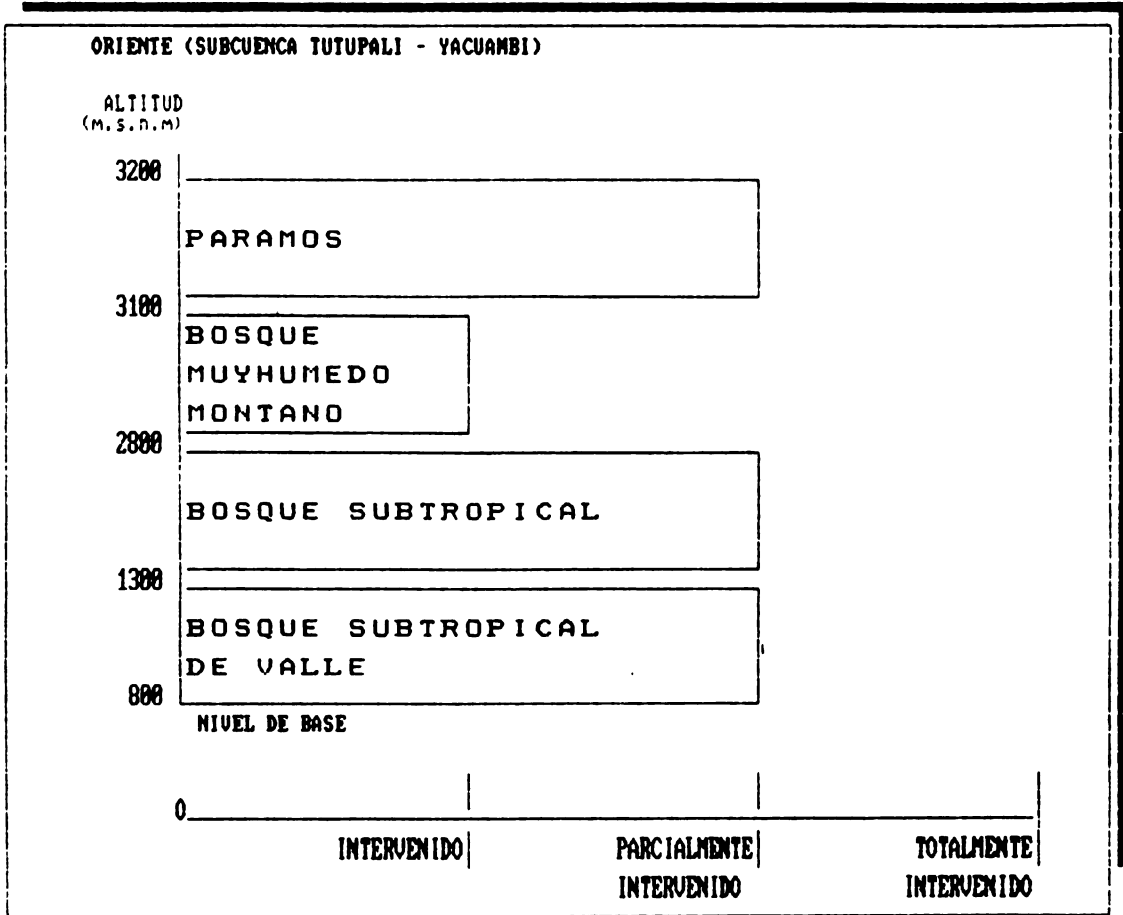 ORIENTE (SUBCUENCA TUTUPALI - YACUAMBI)
ALTITUD
(m.s.n.m)
3200
PARAMOS
3100
BOSQUE
MUYHUMEDO
MONTANO
2800
BOSQUE SUBTROPICAL
1300
BOSQUE SUBTROPICAL
DE VALLE
800
NIVEL DE BASE
0
INTERVENIDO PARCIALMENTE TOTALMENTE
INTERVENIDO INTERVENIDO